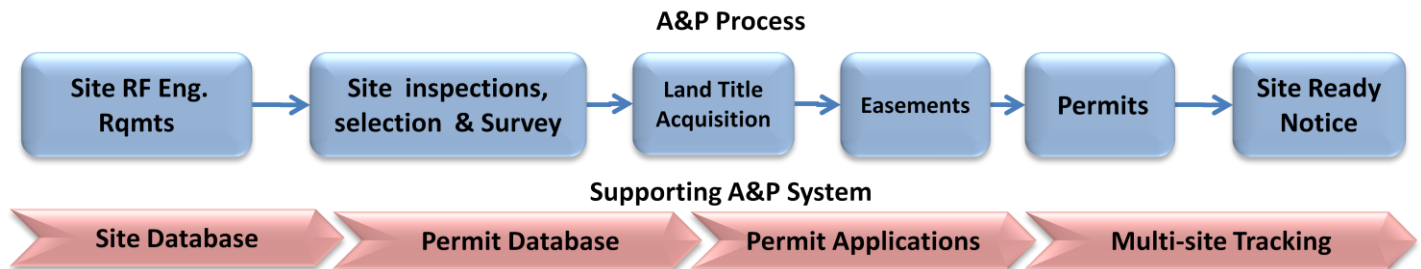 A&P Process
Site RF Eng.
Rqmts
Site inspections,
selection & Survey
Land Title
Acquisition
Easements
Permits
Site Ready
Notice
Supporting A&P System
Site Database
Permit Database
Permit Applications
Multi-site Tracking